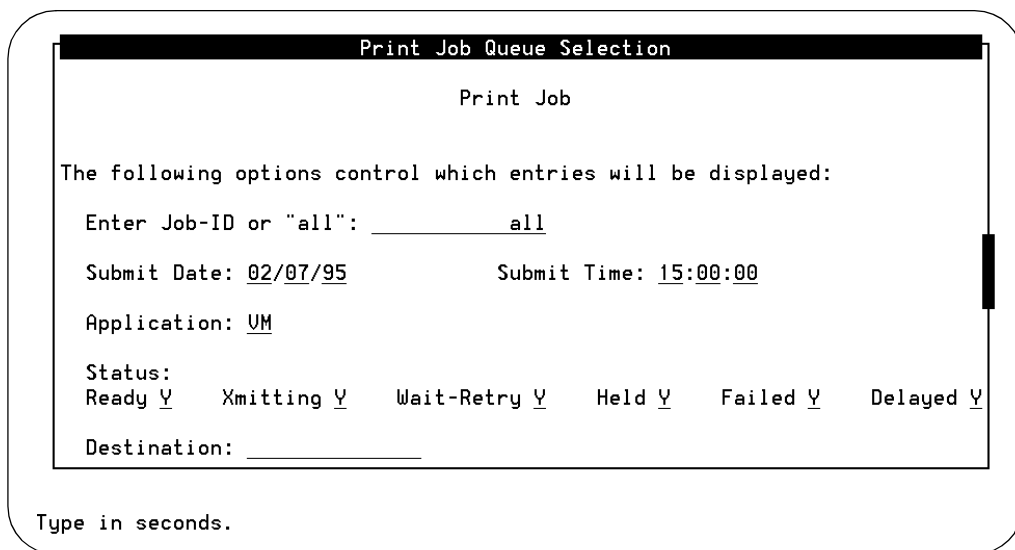 Print Job Queue Selection
Print Job
The following options control which entries will be displayed:
Enter Job-ID or "all": all
Submit Date: 02/07/95 Submit Time: 15:00:00
Application: VM
Status:
Ready Y Xmitting Y Wait-Retry Y Held Y Failed Y Delayed Y
Destination:
Type in seconds.